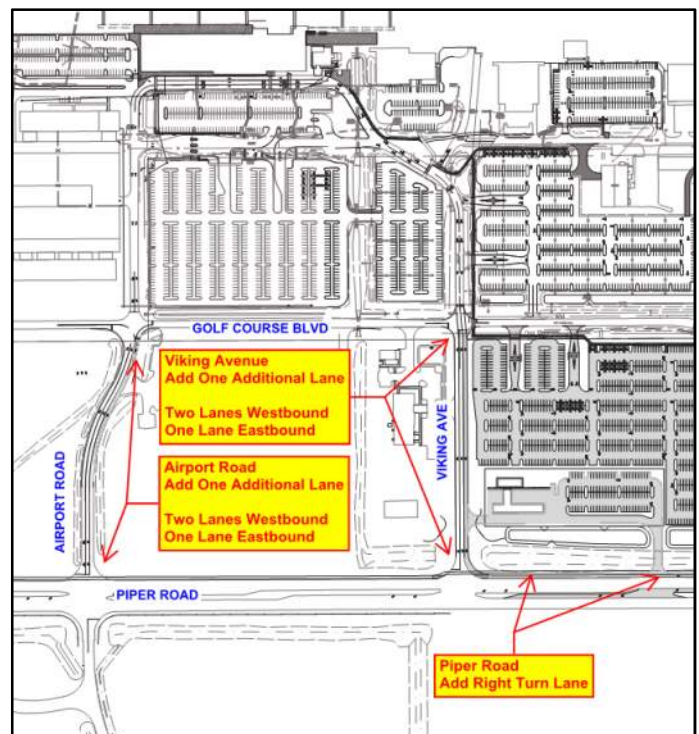 GOLF COURSE BLVD
Viking Avenue
Add One Additional Lane
Two Lanes Westbound
One Lane Eastbound
VIKING AVE
Airport Road
Add One Additional Lane
Two Lanes Westbound
One Lane Eastbound
AIRPORT ROAD
PIPER ROAD
Piper Road
Add Right Turn Lane